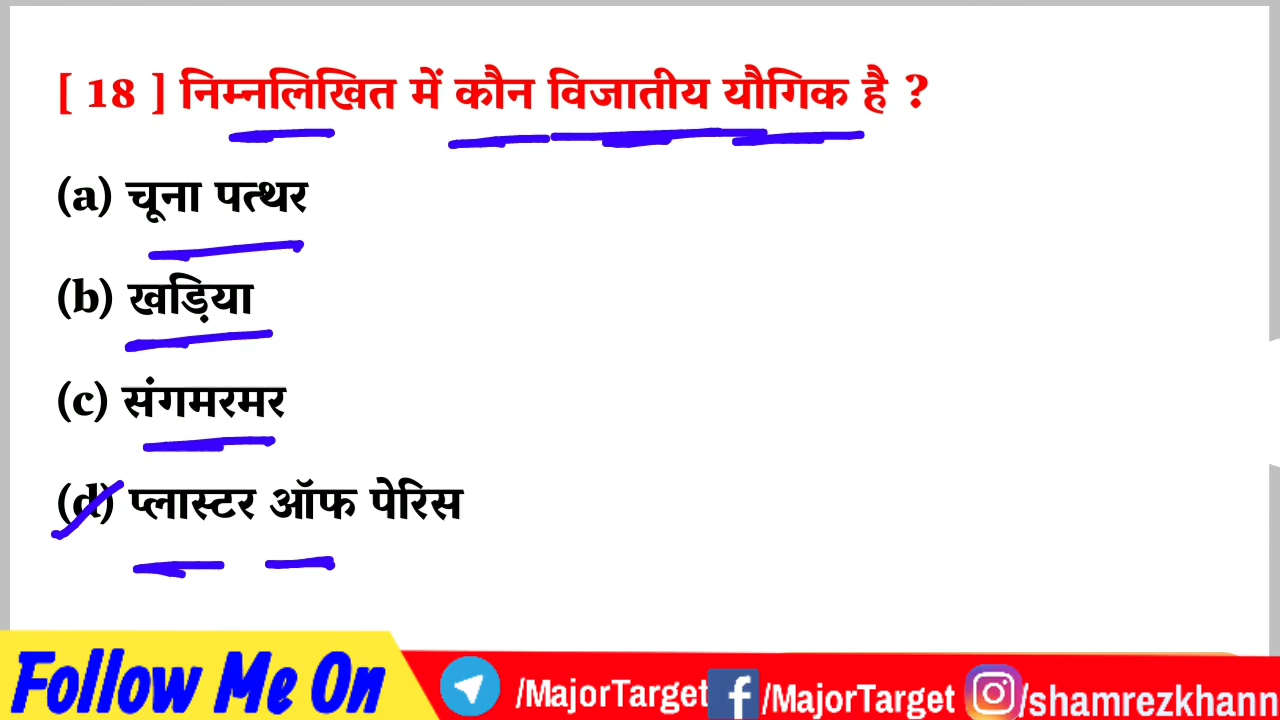 [ 18 ] निम्नलिखित में कौन विजातीय यौगिक है ?
(a) चूना पत्थर
(b) खड़िया
(c) संगमरमर
(d) प्लास्टर ऑफ पेरिस
Follow Me On /MajorTarget /MajorTarget /shamrezkhann